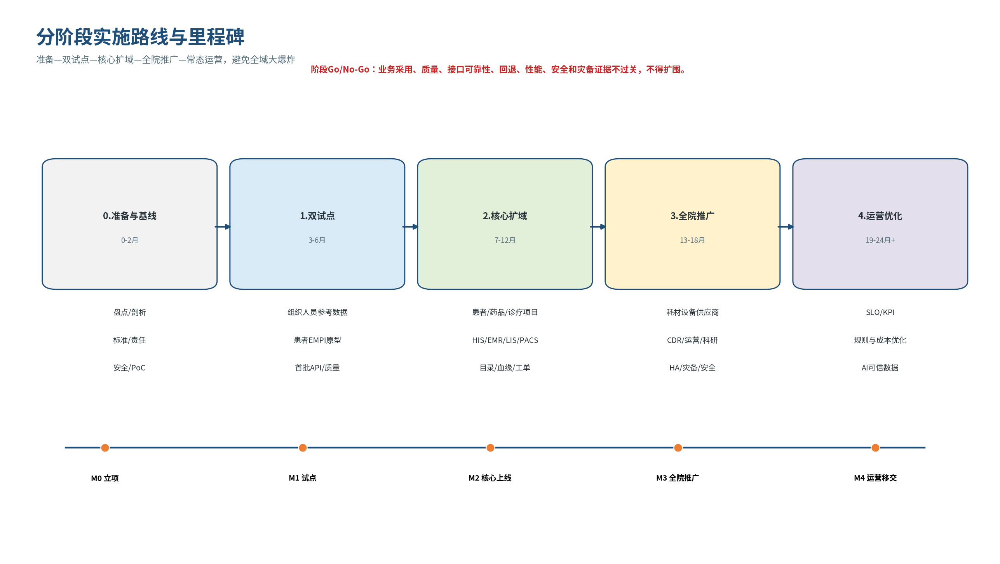 分阶段实施路线与里程碑
准备—双试点—核心扩域—全院推广—常态运营，避免全域大爆炸
阶段Go/No-Go：业务采用、质量、接口可靠性、回退、性能、安全和灾备证据不过关，不得扩围。
0.准备与基线
0-2月
盘点/剖析
标准/责任
安全/PoC
1.双试点
3-6月
组织人员参考数据
患者EMPI原型
首批API/质量
2.核心扩域
7-12月
患者/药品/诊疗项目
HIS/EMR/LIS/PACS
目录/血缘/工单
3.全院推广
13-18月
耗材设备供应商
CDR/运营/科研
HA/灾备/安全
4.运营优化
19-24月+
SLO/KPI
规则与成本优化
AI可信数据
M0 立项
M1 试点
M2 核心上线
M3 全院推广
M4 运营移交